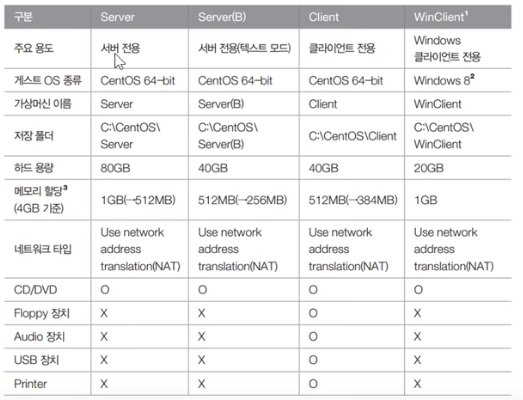 구분 Server Server(B) Client WinClient¹
주요 용도 서버 전용 서버 전용(텍스트 모드) 클라이언트 전용 Windows 클라이언트 전용
게스트 OS 종류 CentOS 64-bit CentOS 64-bit CentOS 64-bit Windows 8²
가상머신 이름 Server Server(B) Client WinClient
저장 폴더 C:\CentOS\Server C:\CentOS\Server(B) C:\CentOS\Client C:\CentOS\WinClient
하드 용량 80GB 40GB 40GB 20GB
메모리 할당³ (4GB 기준) 1GB(→512MB) 512MB(→256MB) 512MB(→384MB) 1GB
네트워크 타입 Use network address translation(NAT) Use network address translation(NAT) Use network address translation(NAT) Use network address translation(NAT)
CD/DVD O O O O
Floppy 장치 X X O X
Audio 장치 X X O X
USB 장치 X X O X
Printer X X O X